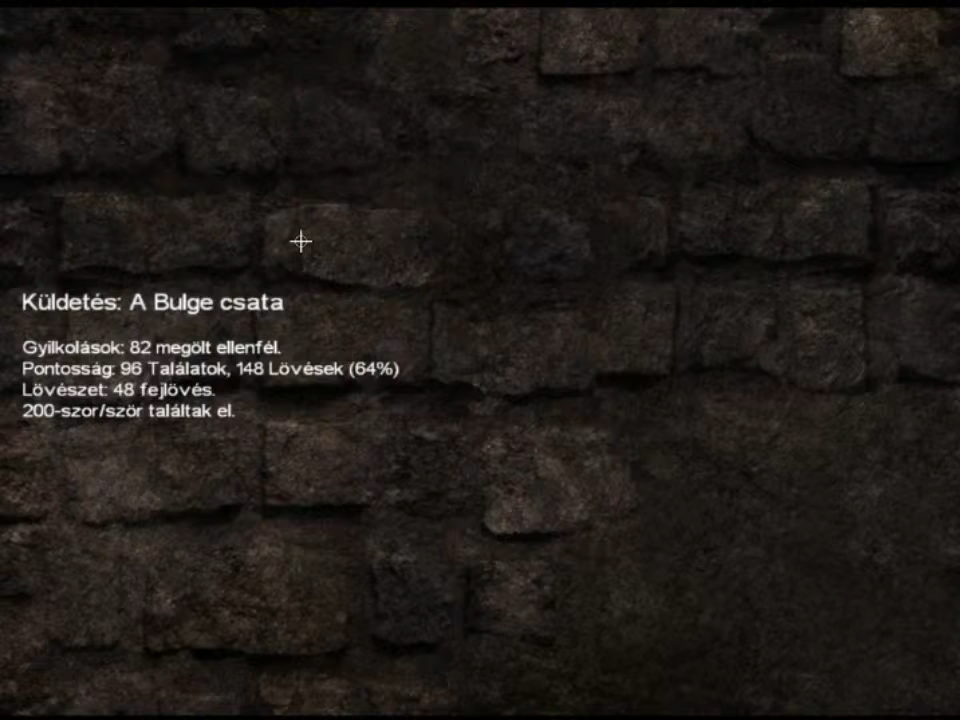 Küldetés: A Bulge csata
Gyilkolások: 82 megölt ellenfél.
Pontosság: 96 Találatok, 148 Lövések (64%)
Lövészet: 48 fejlövés.
200-szor/ször találtak el.